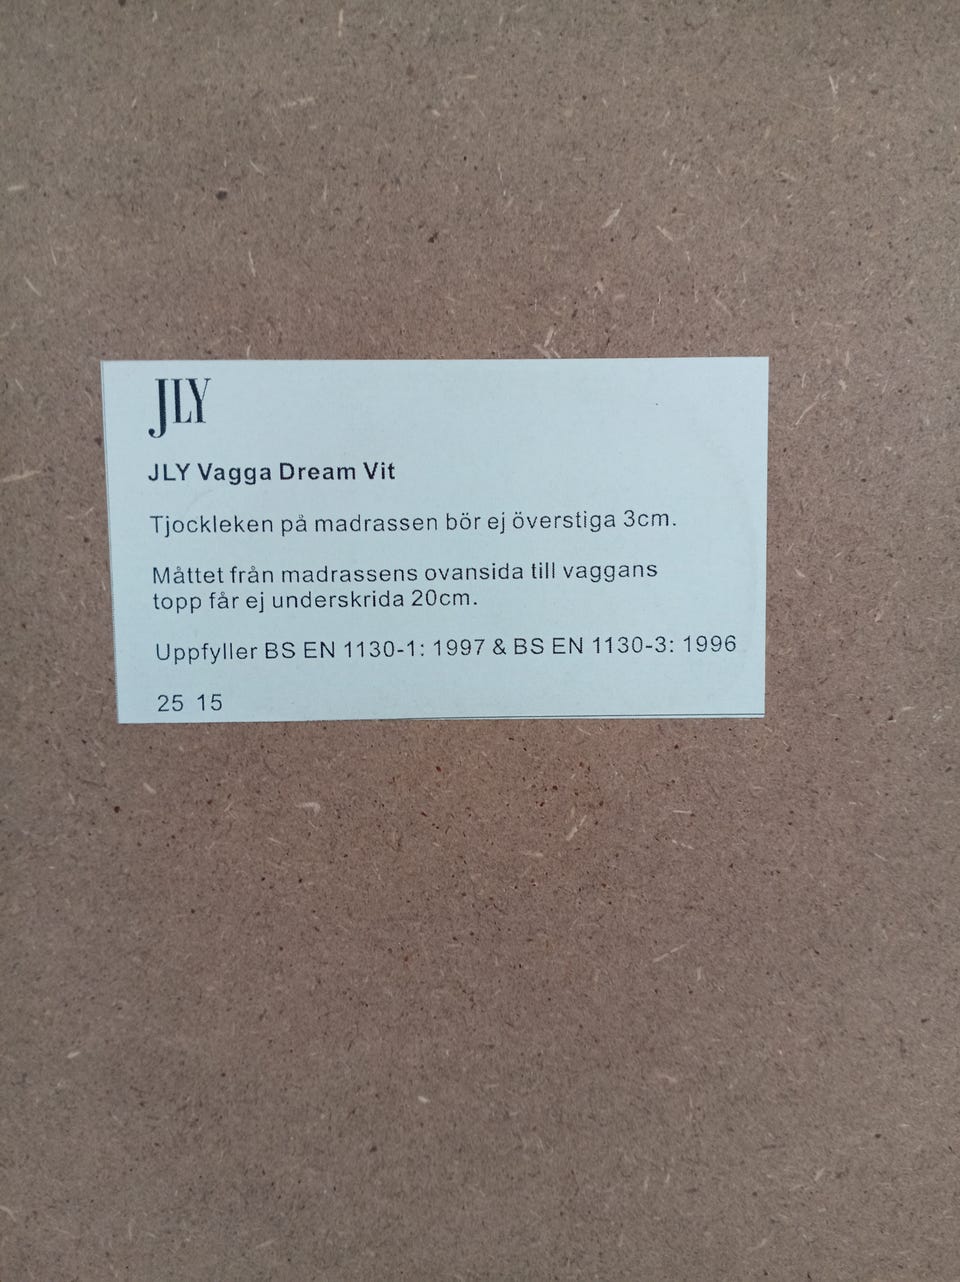 JLY
JLY Vagga Dream Vit
Tjockleken på madrassen bör ej överstiga 3cm.
Måttet från madrassens ovansida till vaggans
topp får ej underskrida 20cm.
Uppfyller BS EN 1130-1: 1997 & BS EN 1130-3: 1996
25 15